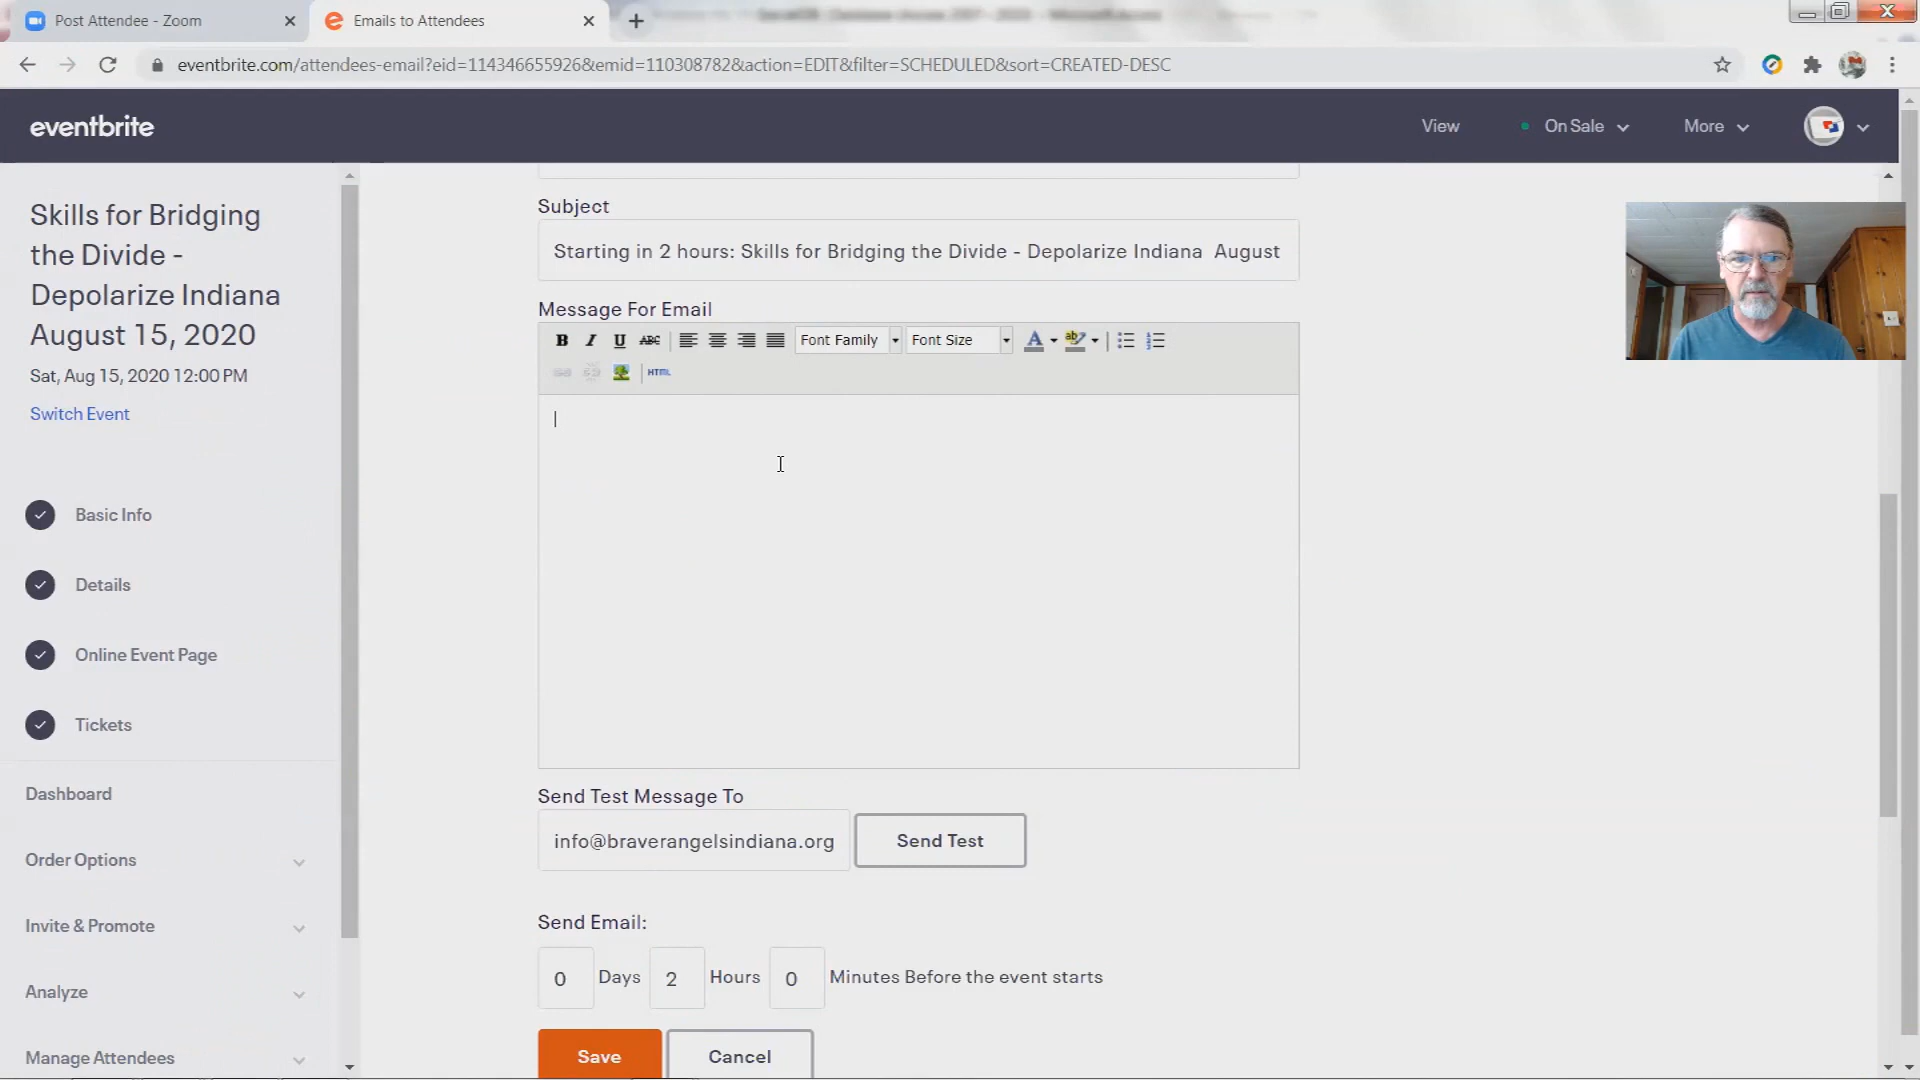 Post Attendee - Zoom
Emails to Attendees
eventbrite.com/attendees-email?eid=114346655926&emid=110308782&action=EDIT&filter=SCHEDULED&sort=CREATED-DESC
eventbrite
View
On Sale
More
Skills for Bridging
the Divide -
Depolarize Indiana
August 15, 2020
Sat, Aug 15, 2020 12:00 PM
Switch Event
Basic Info
Details
Online Event Page
Tickets
Dashboard
Order Options
Invite & Promote
Analyze
Manage Attendees
Subject
Starting in 2 hours: Skills for Bridging the Divide - Depolarize Indiana August
Message For Email
B I U ABC Font Family Font Size A ab
HTML
Send Test Message To
info@braverangelsindiana.org Send Test
Send Email:
0 Days 2 Hours 0 Minutes Before the event starts
Save Cancel